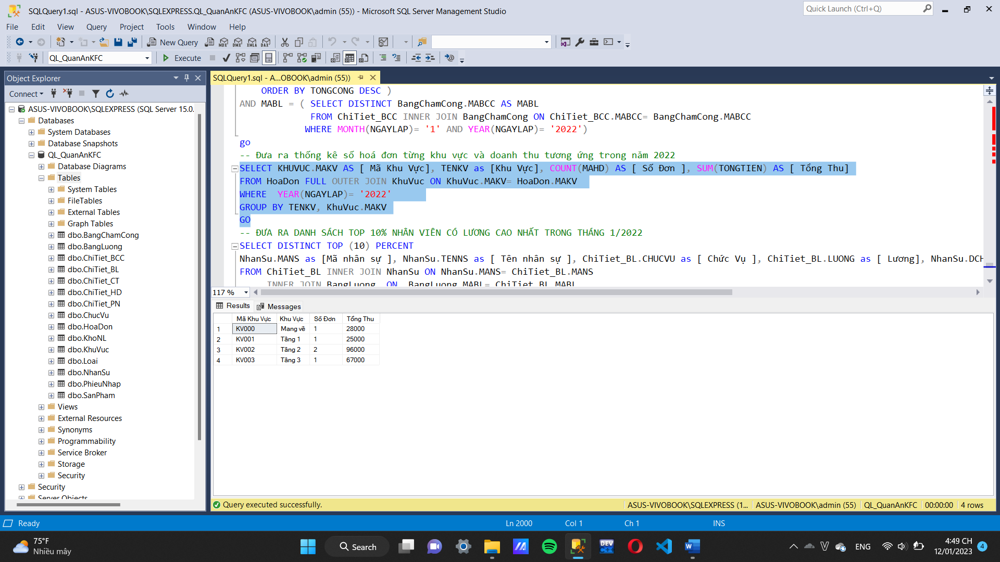 SQLQuery1.sql - ASUS-VIVOBOOK\SQLEXPRESS.QL_QuanAnKFC (ASUS-VIVOBOOK\admin (55)) - Microsoft SQL Server Management Studio
Quick Launch (Ctrl+Q)
File Edit View Query Project Tools Window Help
New Query
MDX DMX XMLA DAX
QL_QuanAnKFC
Execute
Object Explorer
Connect
ASUS-VIVOBOOK\SQLEXPRESS (SQL Server 15.0.
Databases
System Databases
Database Snapshots
QL_QuanAnKFC
Database Diagrams
Tables
System Tables
FileTables
External Tables
Graph Tables
dbo.BangChamCong
dbo.BangLuong
dbo.ChiTiet_BCC
dbo.ChiTiet_BL
dbo.ChiTiet_CT
dbo.ChiTiet_HD
dbo.ChiTiet_PN
dbo.ChucVu
dbo.HoaDon
dbo.KhoNL
dbo.KhuVuc
dbo.Loai
dbo.NhanSu
dbo.PhieuNhap
dbo.SanPham
Views
External Resources
Synonyms
Programmability
Service Broker
Storage
Security
Security
Server Objects
SQLQuery1.sql - A...OBOOK\admin (55))
ORDER BY TONGCONG DESC )
AND MABL = ( SELECT DISTINCT BangChamCong.MABCC AS MABL
FROM ChiTiet_BCC INNER JOIN BangChamCong ON ChiTiet_BCC.MABCC= BangChamCong.MABCC
WHERE MONTH(NGAYLAP)= '1' AND YEAR(NGAYLAP)= '2022')
go
-- Đưa ra thống kê số hoá đơn từng khu vực và doanh thu tương ứng trong năm 2022
SELECT KHUVUC.MAKV AS [ Mã Khu Vực], TENKV as [Khu Vực], COUNT(MAHD) AS [ Số Đơn ], SUM(TONGTIEN) AS [ Tổng Thu]
FROM HoaDon FULL OUTER JOIN KhuVuc ON KhuVuc.MAKV= HoaDon.MAKV
WHERE  YEAR(NGAYLAP)= '2022'
GROUP BY TENKV, KhuVuc.MAKV
GO
-- ĐƯA RA DANH SÁCH TOP 10% NHÂN VIÊN CÓ LƯƠNG CAO NHẤT TRONG THÁNG 1/2022
SELECT DISTINCT TOP (10) PERCENT
NhanSu.MANS as [Mã nhân sự ], NhanSu.TENNS as [ Tên nhân sự ], ChiTiet_BL.CHUCVU as [ Chức Vụ ], ChiTiet_BL.LUONG as [ Lương], NhanSu.DCH
FROM ChiTiet_BL INNER JOIN NhanSu ON NhanSu.MANS= ChiTiet_BL.MANS
INNER JOIN BangLuong  ON  BangLuong.MABL= ChiTiet_BL.MABL
117 %
Results Messages
Mã Khu Vực Khu Vực Số Đơn Tổng Thu
1 KV000 Mang về 1 28000
2 KV001 Tầng 1 1 25000
3 KV002 Tầng 2 2 96000
4 KV003 Tầng 3 1 67000
Query executed successfully.
ASUS-VIVOBOOK\SQLEXPRESS (1... ASUS-VIVOBOOK\admin (55) QL_QuanAnKFC 00:00:00 4 rows
Ready
Ln 2000 Col 1 Ch 1 INS
75°F
Nhiều mây
Search
DEV C++
ENG
4:49 CH
12/01/2023
4